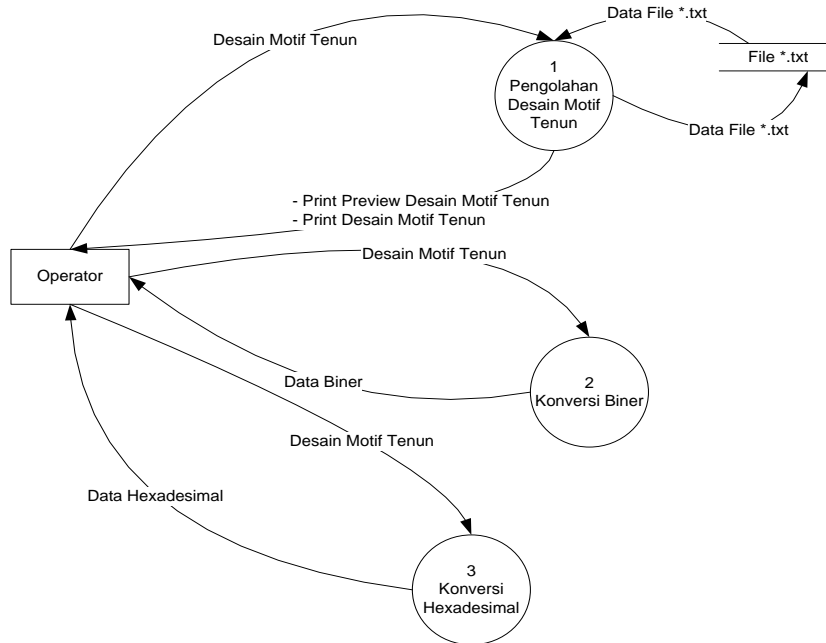 Data File *.txt
Desain Motif Tenun
File *.txt
1
Pengolahan
Desain Motif
Tenun
Data File *.txt
- Print Preview Desain Motif Tenun
- Print Desain Motif Tenun
Desain Motif Tenun
Operator
Data Biner
2
Konversi Biner
Desain Motif Tenun
Data Hexadesimal
3
Konversi
Hexadesimal